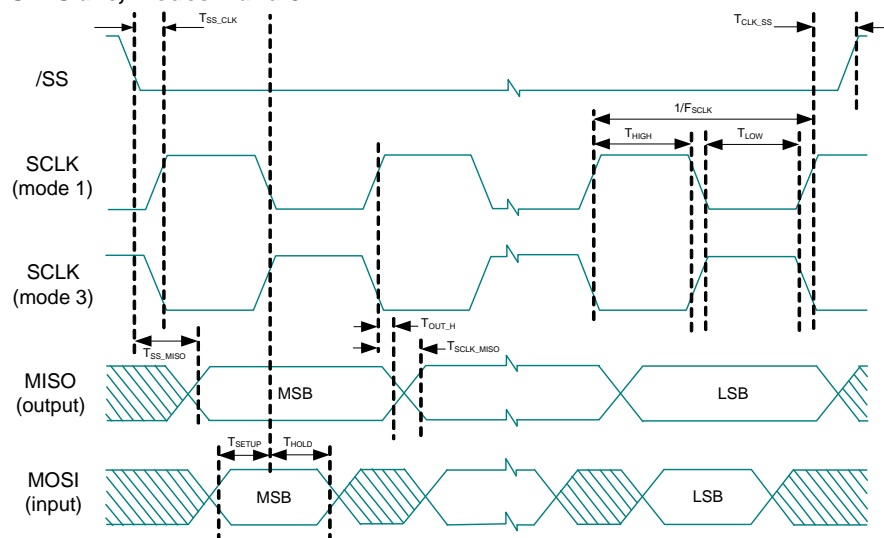 T_SS_CLK
T_CLK_SS
/SS
1/F_SCLK
T_HIGH
T_LOW
SCLK
(mode 1)
SCLK
(mode 3)
T_OUT_H
T_SS_MISO
T_SCLK_MISO
MISO
(output)
MSB
LSB
T_SETUP
T_HOLD
MOSI
(input)
MSB
LSB